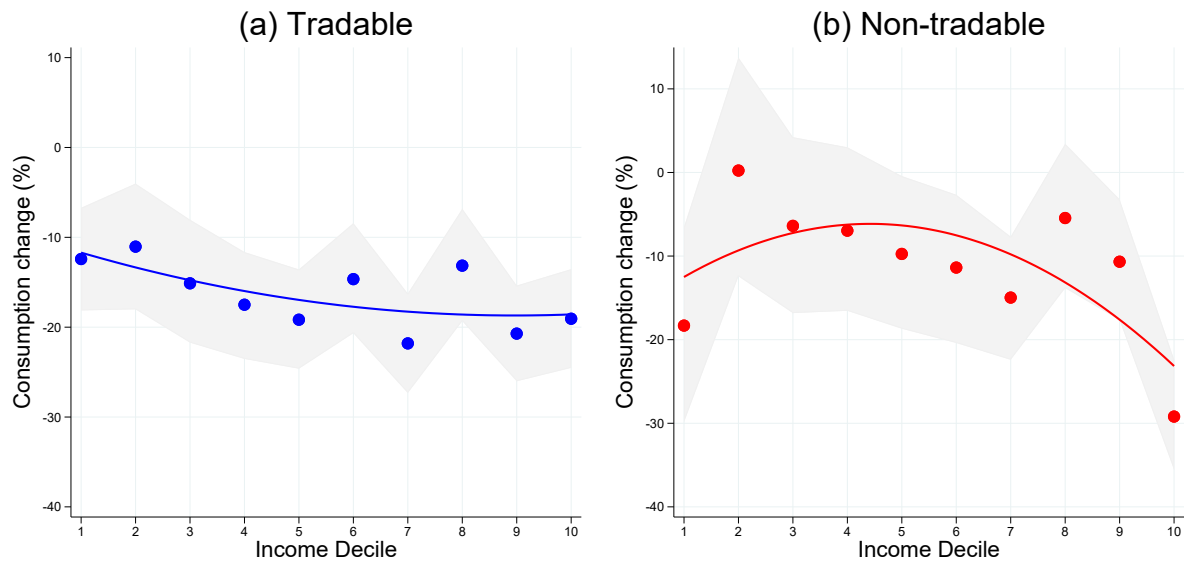 (a) Tradable
Consumption change (%)
10
0
-10
-20
-30
-40
1 2 3 4 5 6 7 8 9 10
Income Decile
(b) Non-tradable
Consumption change (%)
10
0
-10
-20
-30
-40
1 2 3 4 5 6 7 8 9 10
Income Decile